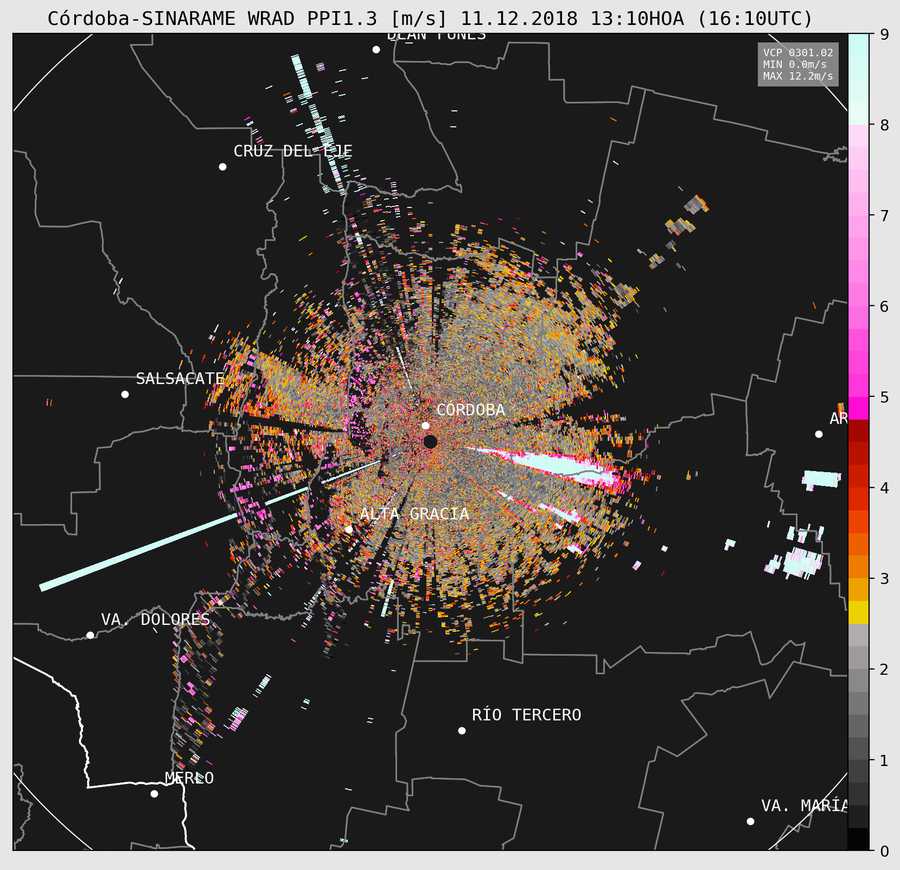 Córdoba-SINARAME WRAD PPI1.3 [m/s] 11.12.2018 13:10HOA (16:10UTC)
DEAN FUNES
VCP 0301.02
MIN 0.0m/s
MAX 12.2m/s
CRUZ DEL EJE
SALSACATE
CÓRDOBA
AR
ALTA GRACIA
VA. DOLORES
RÍO TERCERO
MERLO
VA. MARÍA
9
8
7
6
5
4
3
2
1
0